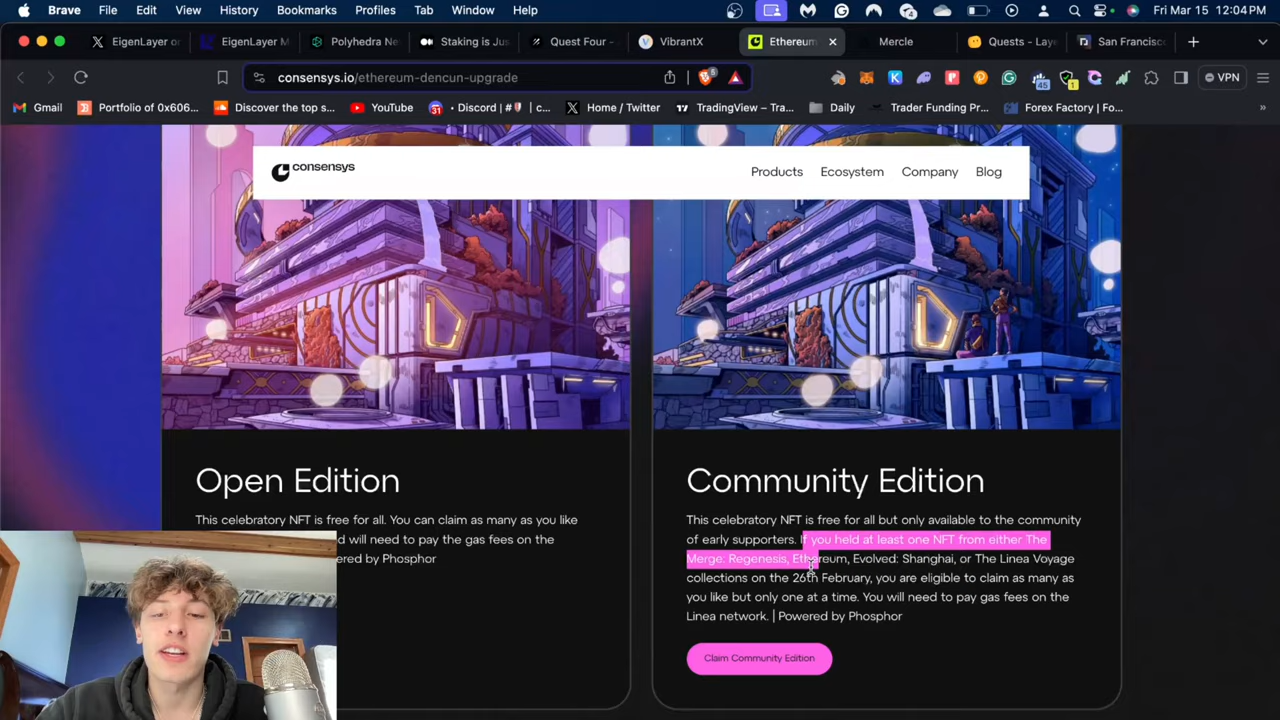 Brave File Edit View History Bookmarks Profiles Tab Window Help Fri Mar 15 12:04 PM
EigenLayer or EigenLayer M Polyhedra Ne Staking is Jus Quest Four - VibrantX Ethereum Mercle Quests - Laye San Francisco
consensys.io/ethereum-dencun-upgrade 6 45 1 VPN
Gmail Portfolio of 0x606... Discover the top s... YouTube • Discord | #🎙 | c... Home / Twitter TradingView – Tra... Daily Trader Funding Pro... Forex Factory | Fo... »
consensys Products Ecosystem Company Blog
Open Edition
This celebratory NFT is free for all. You can claim as many as you like
d will need to pay the gas fees on the
ered by Phosphor
Community Edition
This celebratory NFT is free for all but only available to the community
of early supporters. If you held at least one NFT from either The
Merge: Regenesis, Ethereum, Evolved: Shanghai, or The Linea Voyage
collections on the 26th February, you are eligible to claim as many as
you like but only one at a time. You will need to pay gas fees on the
Linea network. | Powered by Phosphor
Claim Community Edition